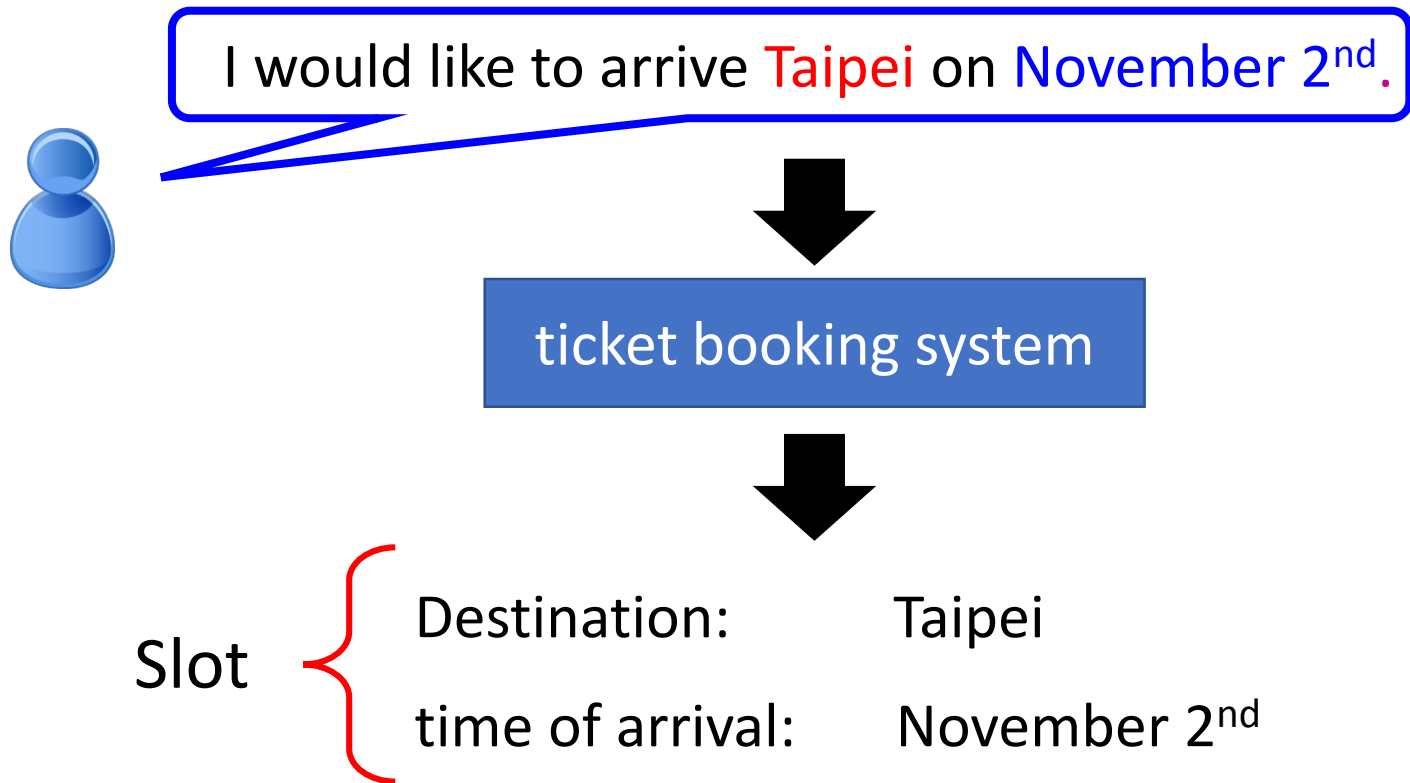 I would like to arrive Taipei on November 2nd.
ticket booking system
Slot
Destination: Taipei
time of arrival: November 2nd